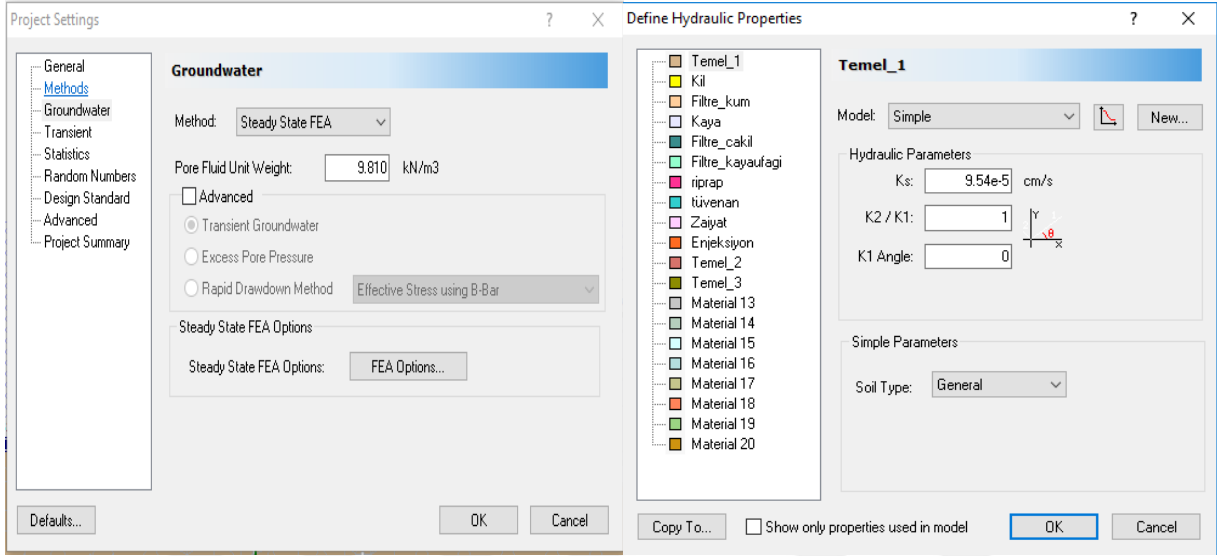 Project Settings
?
General
Methods
Groundwater
Transient
Statistics
Random Numbers
Design Standard
Advanced
Project Summary
Groundwater
Method: Steady State FEA
Pore Fluid Unit Weight: 9.810 kN/m3
Advanced
Transient Groundwater
Excess Pore Pressure
Rapid Drawdown Method Effective Stress using B-Bar
Steady State FEA Options
Steady State FEA Options: FEA Options...
Defaults... OK Cancel
Define Hydraulic Properties
?
Temel_1
Kil
Filtre_kum
Kaya
Filtre_cakil
Filtre_kayaufagi
riprap
tüvenan
Zaiyat
Enjeksiyon
Temel_2
Temel_3
Material 13
Material 14
Material 15
Material 16
Material 17
Material 18
Material 19
Material 20
Temel_1
Model: Simple New...
Hydraulic Parameters
Ks: 9.54e-5 cm/s
K2 / K1: 1
K1 Angle: 0
Y
θ
X
Simple Parameters
Soil Type: General
Copy To... Show only properties used in model OK Cancel